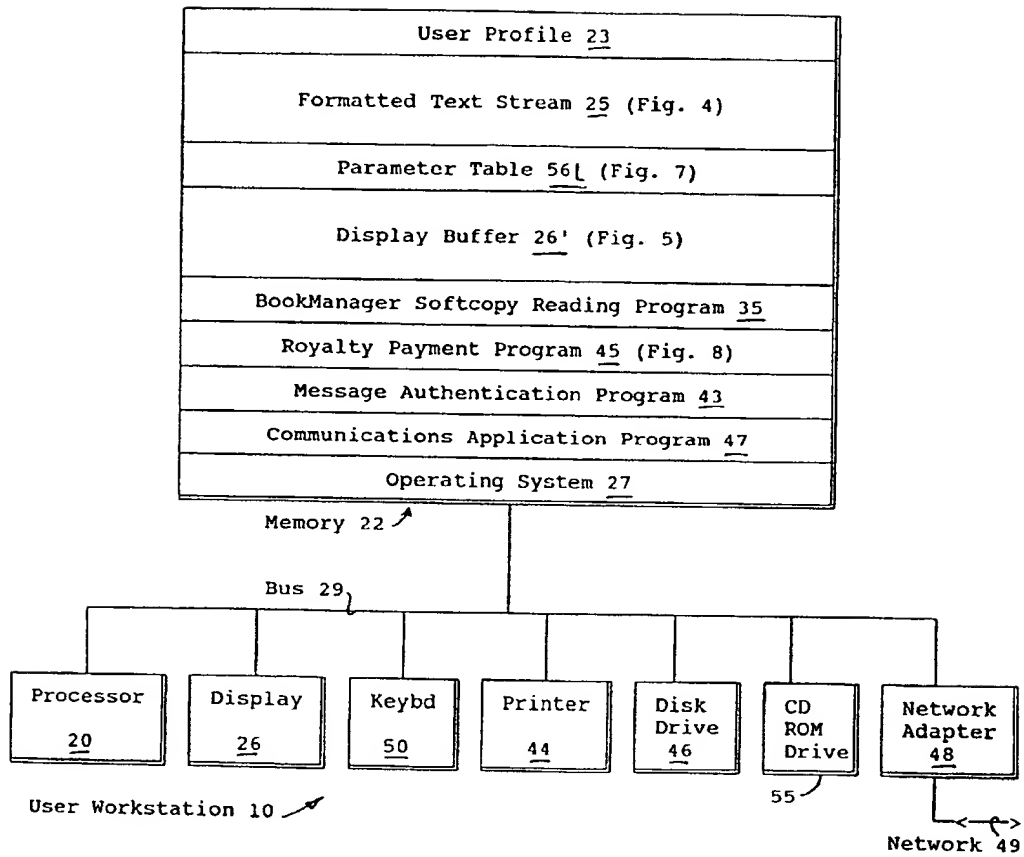 User Profile 23
Formatted Text Stream 25 (Fig. 4)
Parameter Table 56L (Fig. 7)
Display Buffer 26' (Fig. 5)
BookManager Softcopy Reading Program 35
Royalty Payment Program 45 (Fig. 8)
Message Authentication Program 43
Communications Application Program 47
Operating System 27
Memory 22
Bus 29
Processor
20
Display
26
Keybd
50
Printer
44
Disk
Drive
46
CD
ROM
Drive
55
Network
Adapter
48
User Workstation 10
Network 49